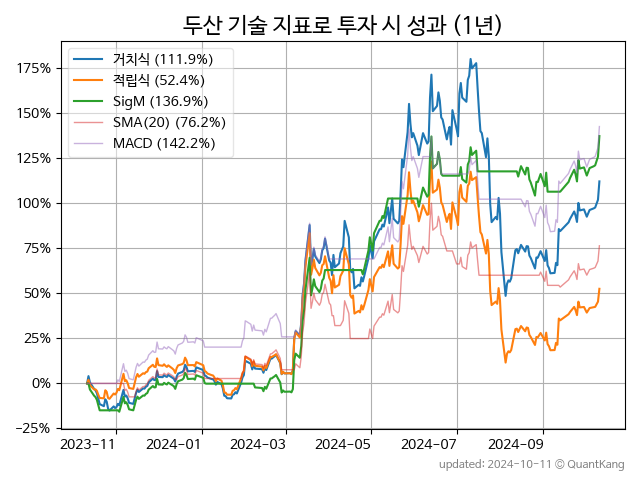 두산 기술 지표로 투자 시 성과 (1년)
175%
150%
125%
100%
75%
50%
25%
0%
−25%
거치식 (111.9%)
적립식 (52.4%)
SigM (136.9%)
SMA(20) (76.2%)
MACD (142.2%)
2023-11
2024-01
2024-03
2024-05
2024-07
2024-09
updated: 2024-10-11 © QuantKang